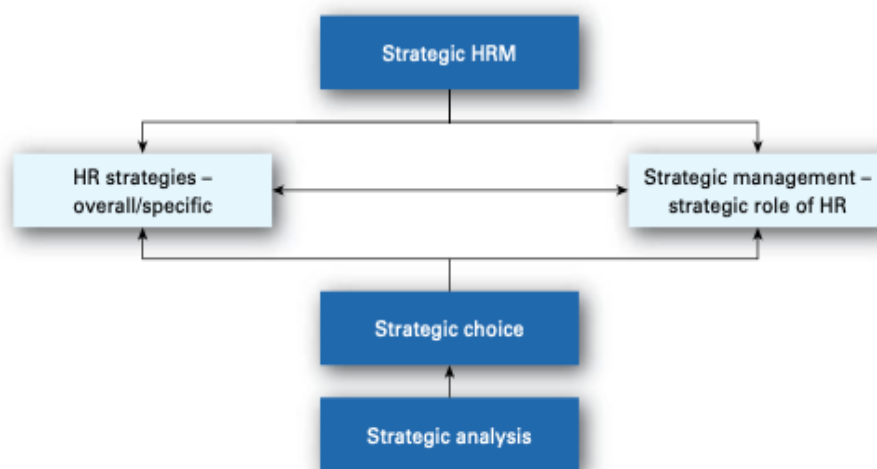 Strategic HRM
HR strategies –
overall/specific
Strategic management –
strategic role of HR
Strategic choice
Strategic analysis